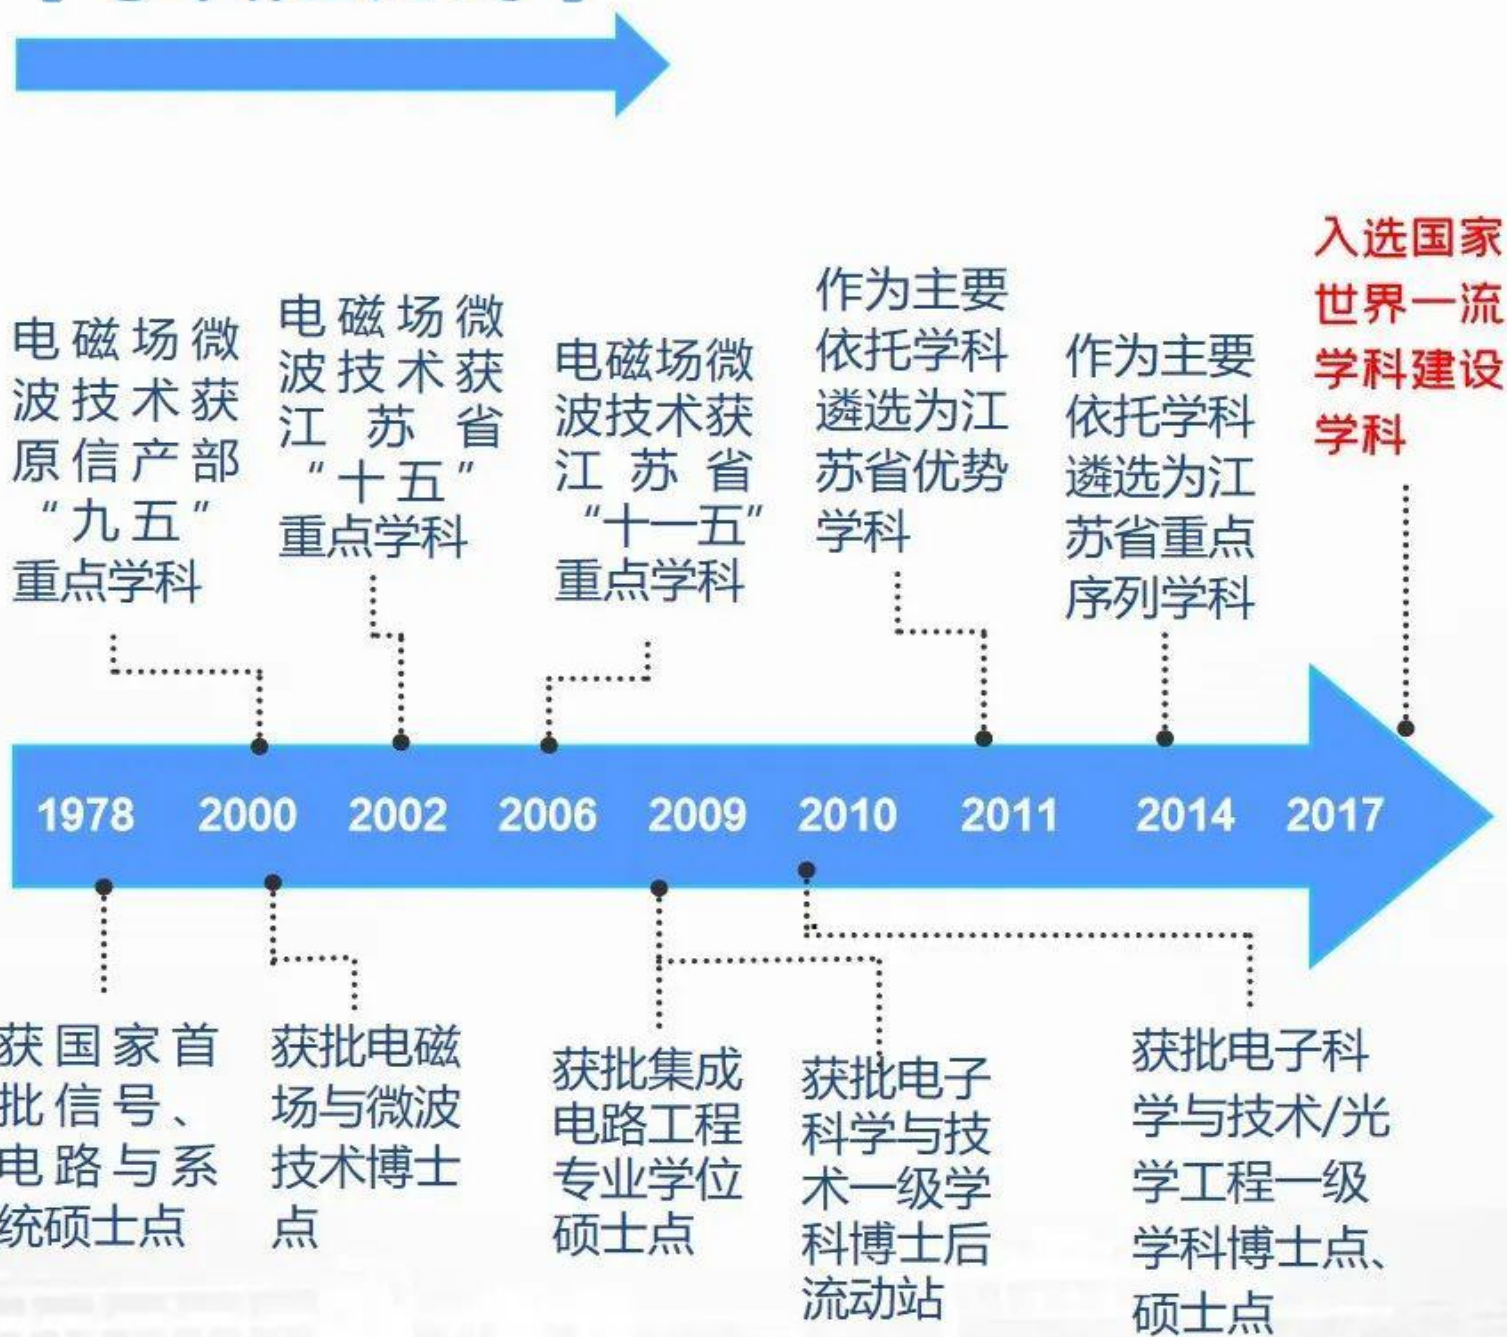 电磁场微
波技术获
原信产部
“九五”
重点学科
电磁场微
波技术获
江苏省
“十五”
重点学科
电磁场微
波技术获
江苏省
“十一五”
重点学科
作为主要
依托学科
遴选为江
苏省优势
学科
作为主要
依托学科
遴选为江
苏省重点
序列学科
入选国家
世界一流
学科建设
学科
1978 2000 2002 2006 2009 2010 2011 2014 2017
获国家首
批信号、
电路与系
统硕士点
获批电磁
场与微波
技术博士
点
获批集成
电路工程
专业学位
硕士点
获批电子
科学与技
术一级学
科博士后
流动站
获批电子科
学与技术/光
学工程一级
学科博士点、
硕士点